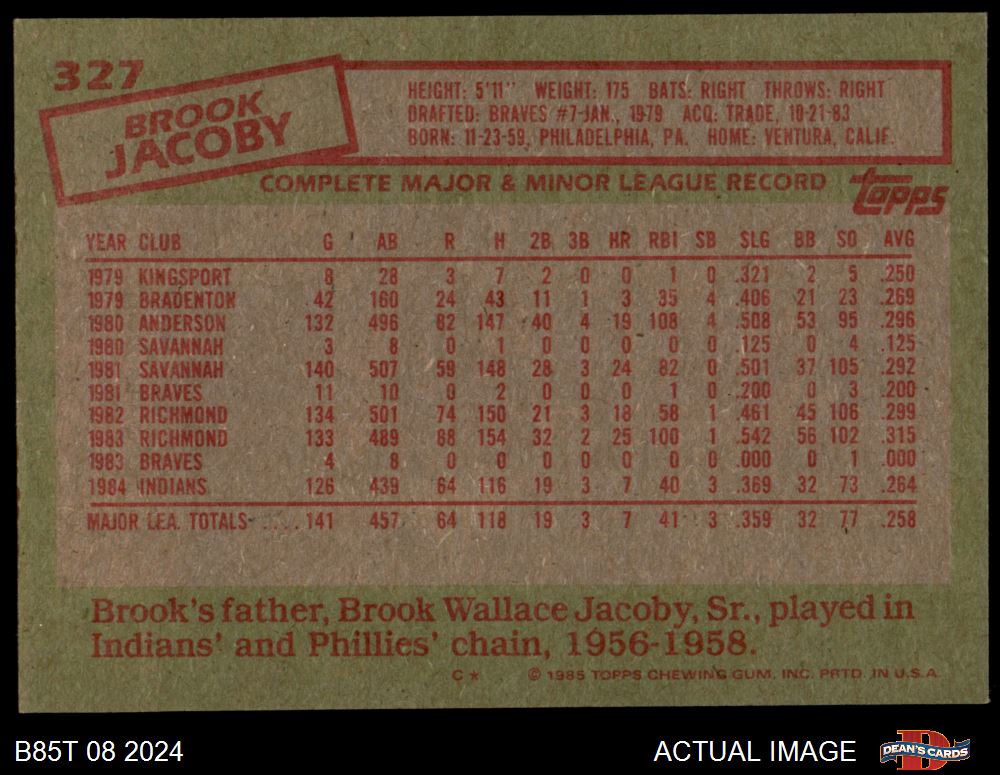 327
BROOK
JACOBY
HEIGHT: 5'11" WEIGHT: 175 BATS: RIGHT THROWS: RIGHT
DRAFTED: BRAVES #7-JAN., 1979 ACQ: TRADE, 10-21-83
BORN: 11-23-59, PHILADELPHIA, PA. HOME: VENTURA, CALIF.
COMPLETE MAJOR & MINOR LEAGUE RECORD
topps
YEAR CLUB G AB R H 2B 3B HR RBI SB SLG BB SO AVG
1979 KINGSPORT 8 28 3 7 2 0 0 1 0 .321 2 5 .250
1979 BRADENTON 42 160 24 43 11 1 3 35 4 .406 21 23 .269
1980 ANDERSON 132 496 82 147 40 4 19 108 4 .508 53 95 .296
1980 SAVANNAH 3 8 0 1 0 0 0 0 0 .125 0 4 .125
1981 SAVANNAH 140 507 59 148 28 3 24 82 0 .501 37 105 .292
1981 BRAVES 11 10 0 2 0 0 0 1 0 .200 0 3 .200
1982 RICHMOND 134 501 74 150 21 3 18 58 1 .461 45 106 .299
1983 RICHMOND 133 489 88 154 32 2 25 100 1 .542 56 102 .315
1983 BRAVES 4 8 0 0 0 0 0 0 0 .000 0 1 .000
1984 INDIANS 126 439 64 116 19 3 7 40 3 .369 32 73 .264
MAJOR LEA. TOTALS 141 457 64 118 19 3 7 41 3 .359 32 77 .258
Brook's father, Brook Wallace Jacoby, Sr., played in
Indians' and Phillies' chain, 1956-1958.
C★ © 1985 TOPPS CHEWING GUM, INC. PRTD. IN U.S.A.
B85T 08 2024
ACTUAL IMAGE
D
DEAN'S CARDS